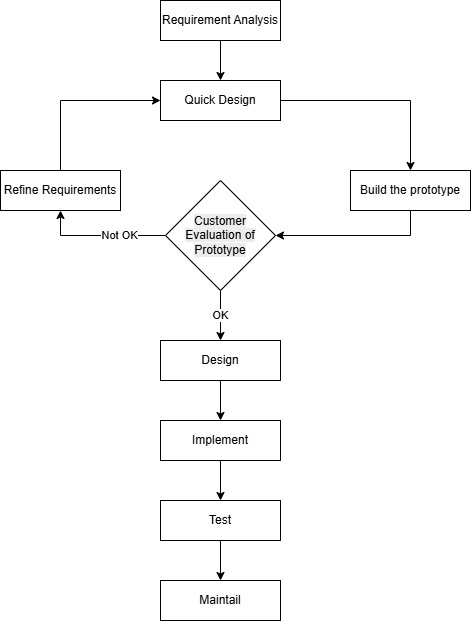 Requirement Analysis
Quick Design
Refine Requirements
Build the prototype
Customer
Evaluation of
Prototype
Not OK
OK
Design
Implement
Test
Maintail